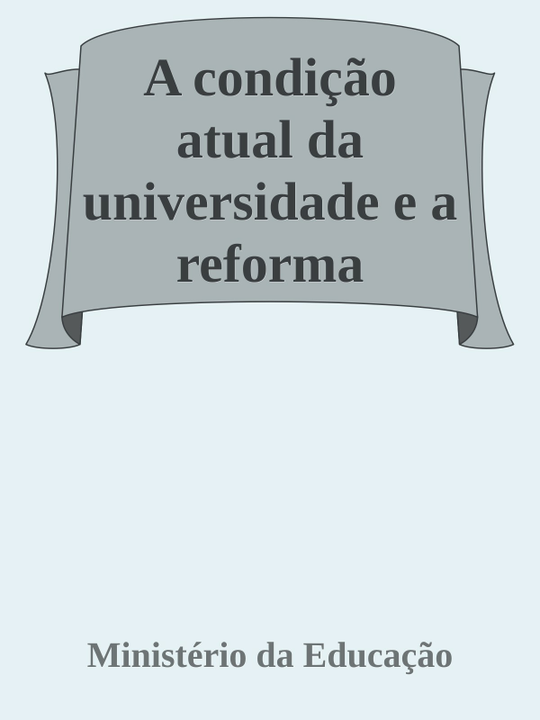 A condição
atual da
universidade e a
reforma
Ministério da Educação